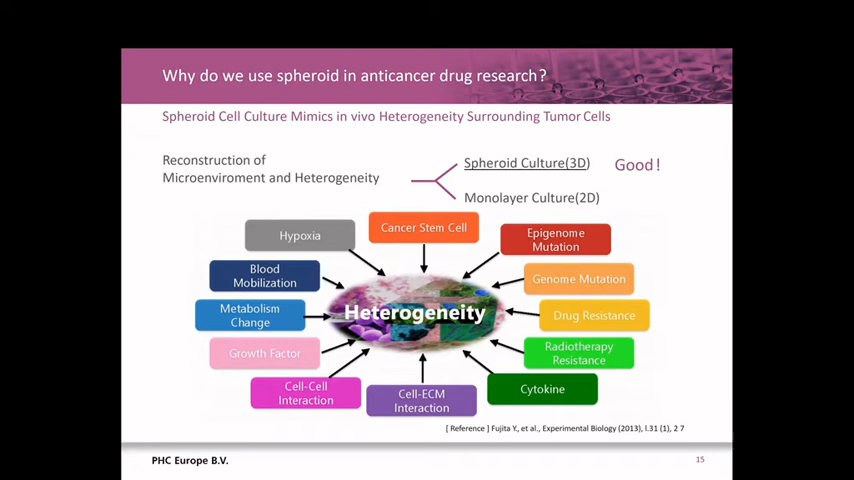 Why do we use spheroid in anticancer drug research?
Spheroid Cell Culture Mimics in vivo Heterogeneity Surrounding Tumor Cells
Reconstruction of
Microenviroment and Heterogeneity
Spheroid Culture(3D)
Good!
Monolayer Culture(2D)
Hypoxia
Cancer Stem Cell
Epigenome
Mutation
Blood
Mobilization
Genome Mutation
Metabolism
Change
Heterogeneity
Drug Resistance
Growth Factor
Radiotherapy
Resistance
Cell-Cell
Interaction
Cell-ECM
Interaction
Cytokine
[ Reference ] Fujita Y., et al., Experimental Biology (2013), l.31 (1), 2 7
PHC Europe B.V.
15